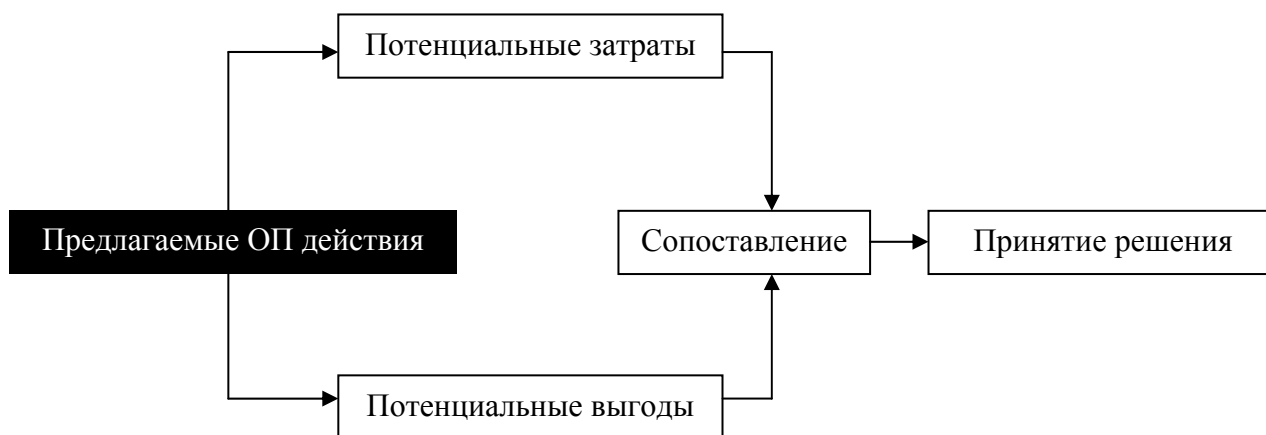 Потенциальные затраты
Предлагаемые ОП действия
Сопоставление
Принятие решения
Потенциальные выгоды